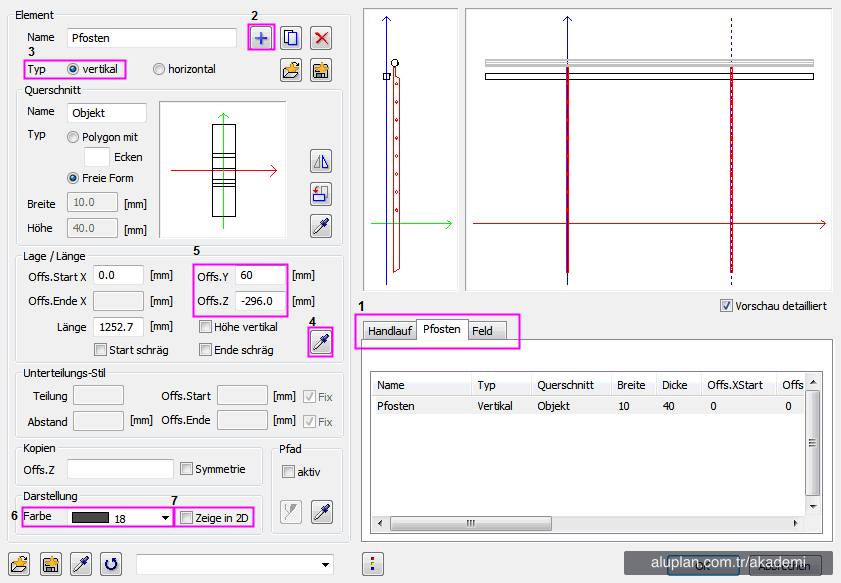 Element
2
Name Pfosten
3
Typ vertikal horizontal
Querschnitt
Name Objekt
Typ Polygon mit
Ecken
Freie Form
Breite 10.0 [mm]
Höhe 40.0 [mm]
5
Lage / Länge
Offs.Start X 0.0 [mm] Offs.Y 60 [mm]
Offs.Ende X [mm] Offs.Z -296.0 [mm]
4
Länge 1252.7 [mm] Höhe vertikal
Start schräg Ende schräg
Unterteilungs-Stil
Teilung Offs.Start [mm] Fix
Abstand [mm] Offs.Ende [mm] Fix
Kopien
Offs.Z Symmetrie
Pfad
aktiv
Darstellung
7
6 Farbe 18 Zeige in 2D
Vorschau detailliert
1
Handlauf Pfosten Feld
Name Typ Querschnitt Breite Dicke Offs.XStart Offs
Pfosten Vertikal Objekt 10 40 0 0
aluplan.com.tr/akademi
OK Abbrechen